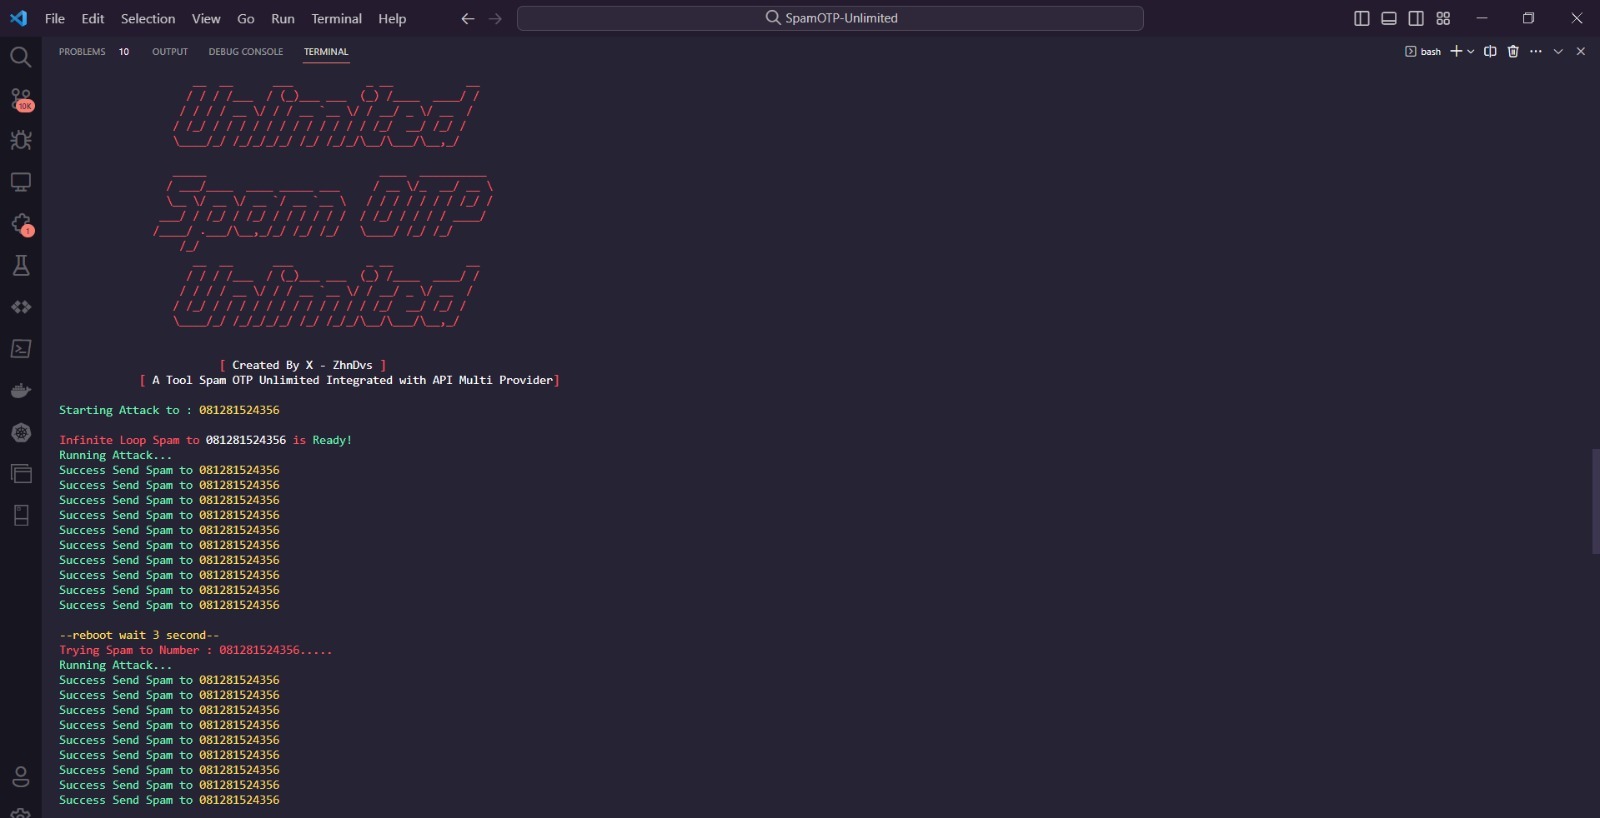 File Edit Selection View Go Run Terminal Help SpamOTP-Unlimited
PROBLEMS 10 OUTPUT DEBUG CONSOLE TERMINAL bash
10K
1
Unlimited
Spam OTP
Unlimited
[ Created By X - ZhnDvs ]
[ A Tool Spam OTP Unlimited Integrated with API Multi Provider]
Starting Attack to : 081281524356
Infinite Loop Spam to 081281524356 is Ready!
Running Attack...
Success Send Spam to 081281524356
Success Send Spam to 081281524356
Success Send Spam to 081281524356
Success Send Spam to 081281524356
Success Send Spam to 081281524356
Success Send Spam to 081281524356
Success Send Spam to 081281524356
Success Send Spam to 081281524356
Success Send Spam to 081281524356
Success Send Spam to 081281524356
--reboot wait 3 second--
Trying Spam to Number : 081281524356.....
Running Attack...
Success Send Spam to 081281524356
Success Send Spam to 081281524356
Success Send Spam to 081281524356
Success Send Spam to 081281524356
Success Send Spam to 081281524356
Success Send Spam to 081281524356
Success Send Spam to 081281524356
Success Send Spam to 081281524356
Success Send Spam to 081281524356